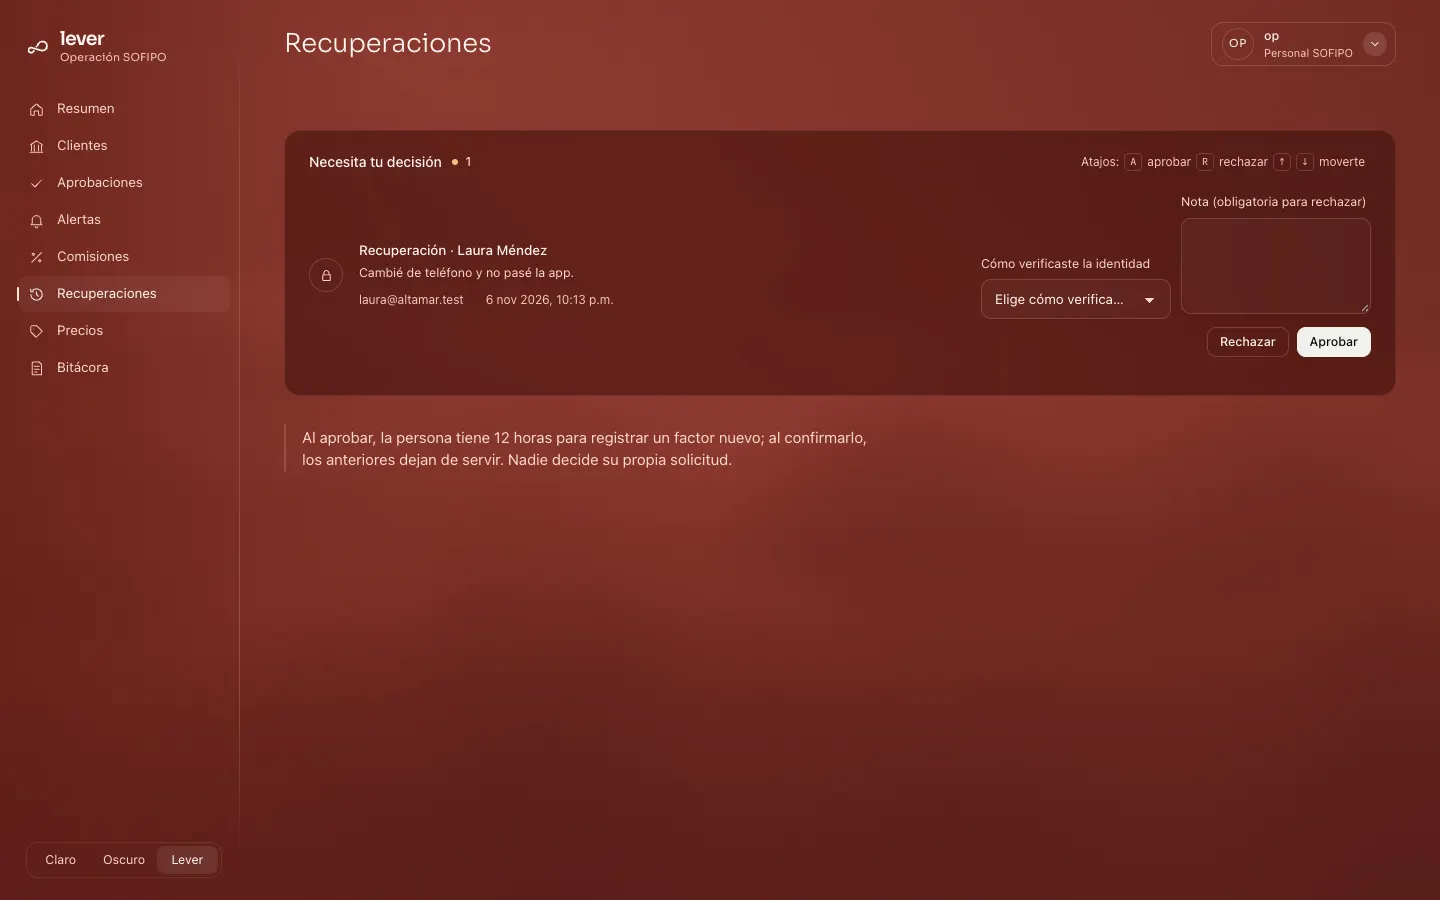 lever
Operación SOFIPO
Resumen
Clientes
Aprobaciones
Alertas
Comisiones
Recuperaciones
Precios
Bitácora
Claro Oscuro Lever
Recuperaciones
OP
op
Personal SOFIPO
Necesita tu decisión 1
Atajos: A aprobar R rechazar ↑ ↓ moverte
Recuperación · Laura Méndez
Cambié de teléfono y no pasé la app.
laura@altamar.test 6 nov 2026, 10:13 p.m.
Cómo verificaste la identidad
Elige cómo verifica...
Nota (obligatoria para rechazar)
Rechazar Aprobar
Al aprobar, la persona tiene 12 horas para registrar un factor nuevo; al confirmarlo,
los anteriores dejan de servir. Nadie decide su propia solicitud.